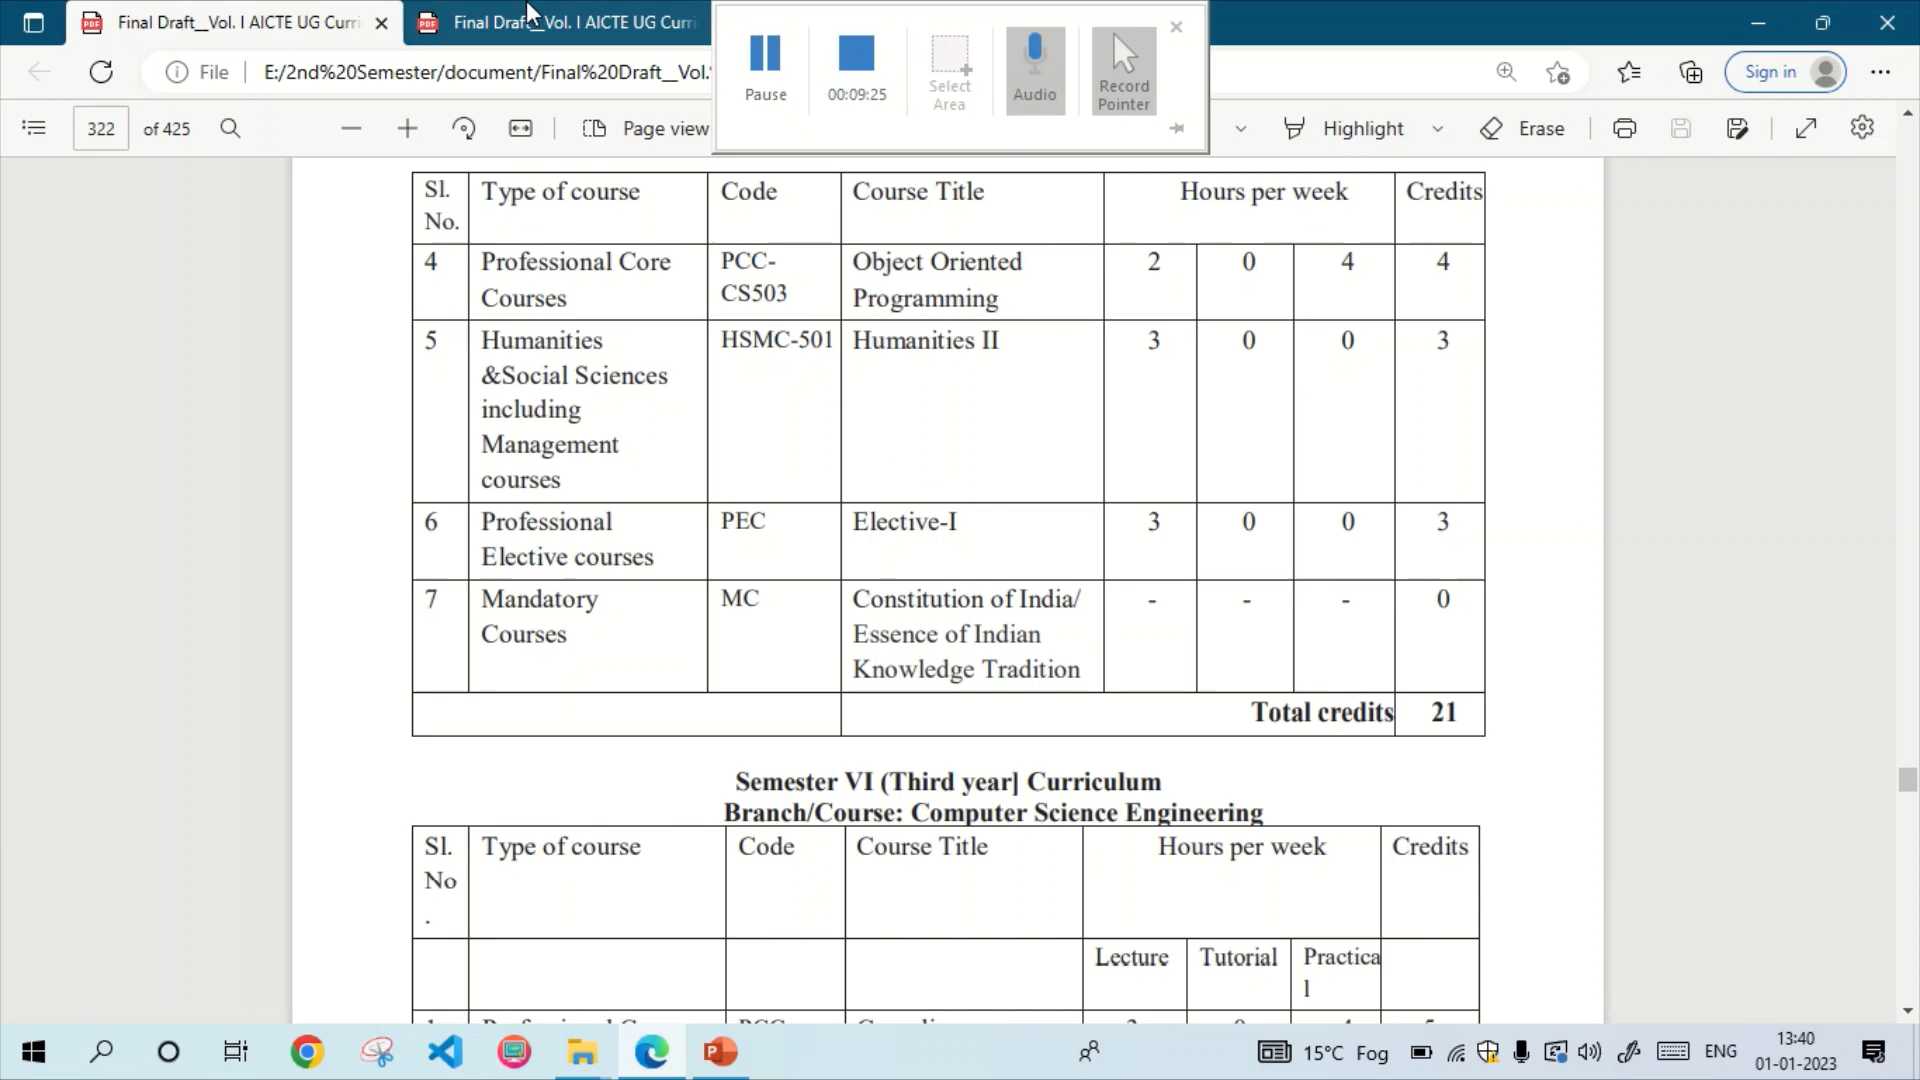 Final Draft__Vol. I AICTE UG Curri
Final Draft__Vol. I AICTE UG Curri
Pause
00:09:25
Select
Area
Audio
Record
Pointer
File
E:/2nd%20Semester/document/Final%20Draft__Vol.
Sign in
322 of 425
Page view
Highlight
Erase
Sl. No. Type of course Code Course Title Hours per week Credits
4 Professional Core Courses PCC-CS503 Object Oriented Programming 2 0 4 4
5 Humanities &Social Sciences including Management courses HSMC-501 Humanities II 3 0 0 3
6 Professional Elective courses PEC Elective-I 3 0 0 3
7 Mandatory Courses MC Constitution of India/ Essence of Indian Knowledge Tradition - - - 0
Total credits 21
Semester VI (Third year] Curriculum
Branch/Course: Computer Science Engineering
Sl. No . Type of course Code Course Title Hours per week Credits
Lecture Tutorial Practical
15°C Fog
ENG
13:40
01-01-2023